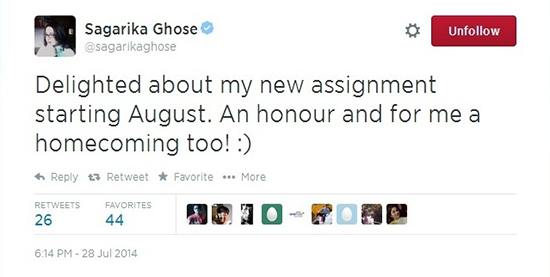 Sagarika Ghose
@sagarikaghose
Unfollow
Delighted about my new assignment
starting August. An honour and for me a
homecoming too! :)
Reply Retweet Favorite ••• More
RETWEETS FAVORITES
26 44
6:14 PM - 28 Jul 2014